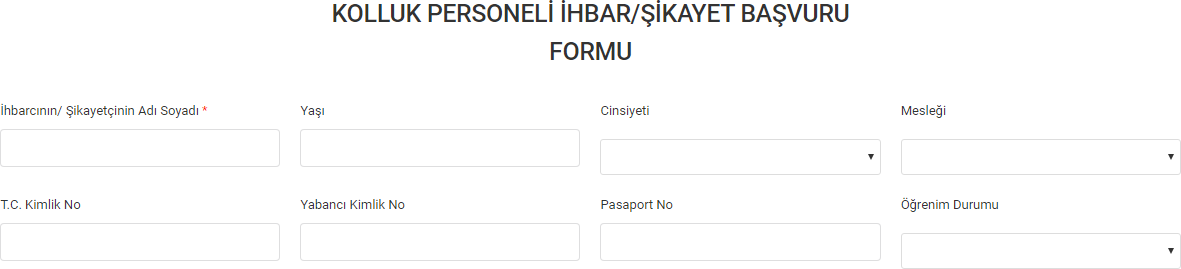 KOLLUK PERSONELİ İHBAR/ŞİKAYET BAŞVURU
FORMU
İhbarcının/ Şikayetçinin Adı Soyadı *
Yaşı
Cinsiyeti
Mesleği
T.C. Kimlik No
Yabancı Kimlik No
Pasaport No
Öğrenim Durumu